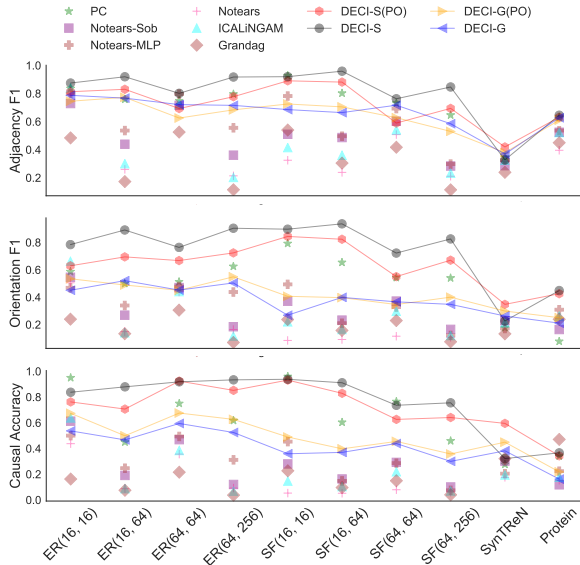 PC
Notears
DECI-S(PO)
DECI-G(PO)
Notears-Sob
ICALiNGAM
DECI-S
DECI-G
Notears-MLP
Grandag
Adjacency F1
1.0
0.8
0.6
0.4
0.2
Orientation F1
0.8
0.6
0.4
0.2
Causal Accuracy
1.0
0.8
0.6
0.4
0.2
0.0
ER(16, 16)
ER(16, 64)
ER(64, 64)
ER(64, 256)
SF(16, 16)
SF(16, 64)
SF(64, 64)
SF(64, 256)
SynTReN
Protein